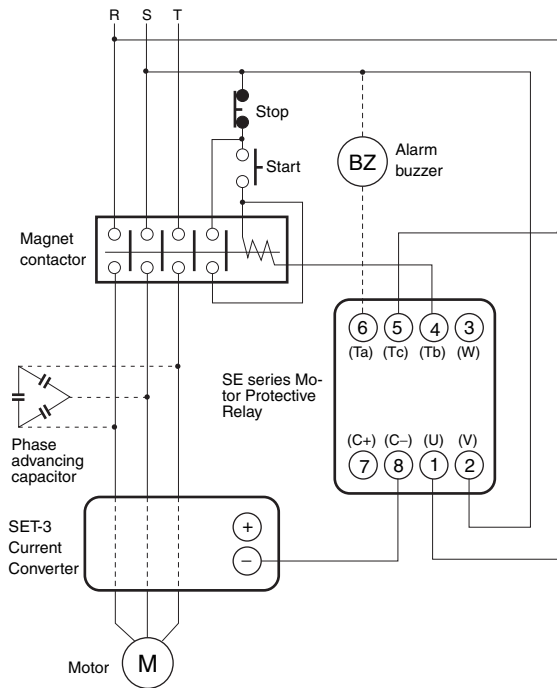 R S T
Stop
Start
BZ
Alarm
buzzer
Magnet
contactor
6 5 4 3
(Ta) (Tc) (Tb) (W)
SE series Mo-
tor Protective
Relay
(C+) (C–) (U) (V)
7 8 1 2
Phase
advancing
capacitor
SET-3
Current
Converter
+
–
Motor
M